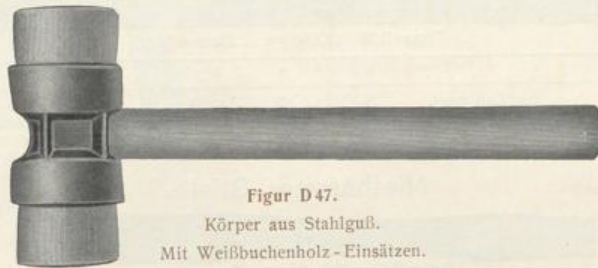 Figur D 47.
Körper aus Stahlguß.
Mit Weißbuchenholz - Einsätzen.